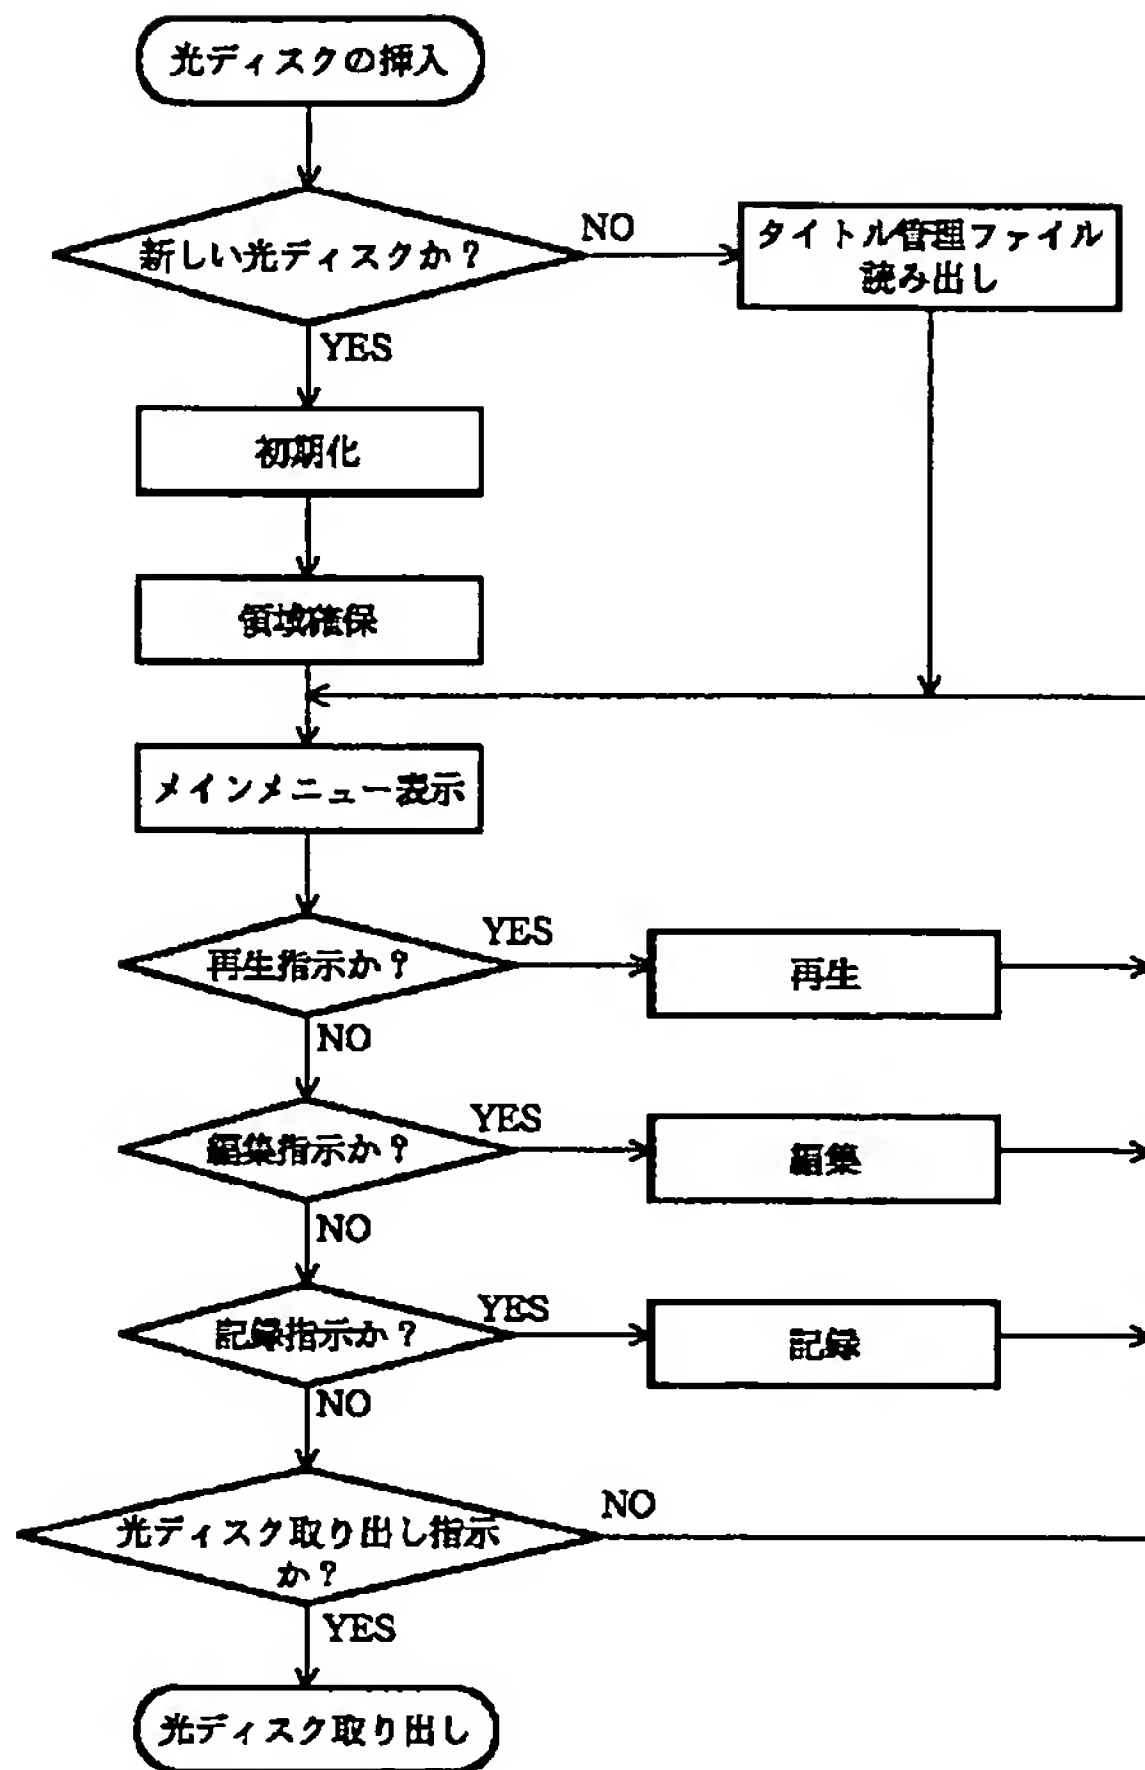 光ディスクの挿入
新しい光ディスクか？
NO
タイトル管理ファイル
読み出し
YES
初期化
領域確保
メインメニュー表示
再生指示か？
YES
再生
NO
編集指示か？
YES
編集
NO
記録指示か？
YES
記録
NO
光ディスク取り出し指示
か？
NO
YES
光ディスク取り出し